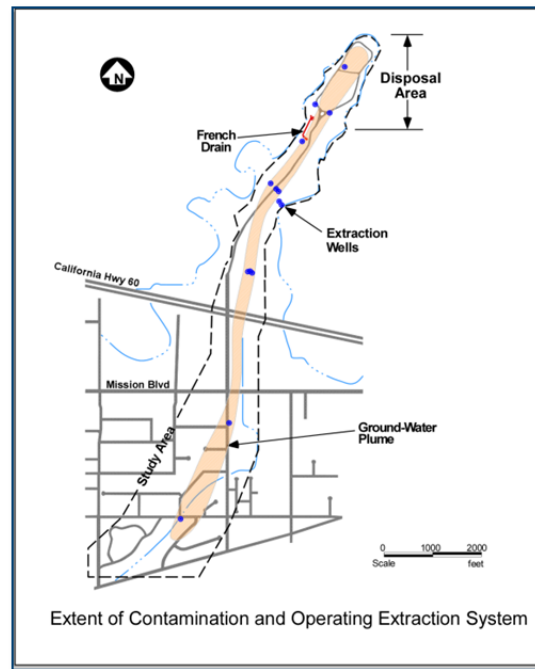 N
Disposal
Area
French
Drain
Extraction
Wells
California Hwy 60
Mission Blvd
Study Area
Ground-Water
Plume
0 1000 2000
Scale feet
Extent of Contamination and Operating Extraction System